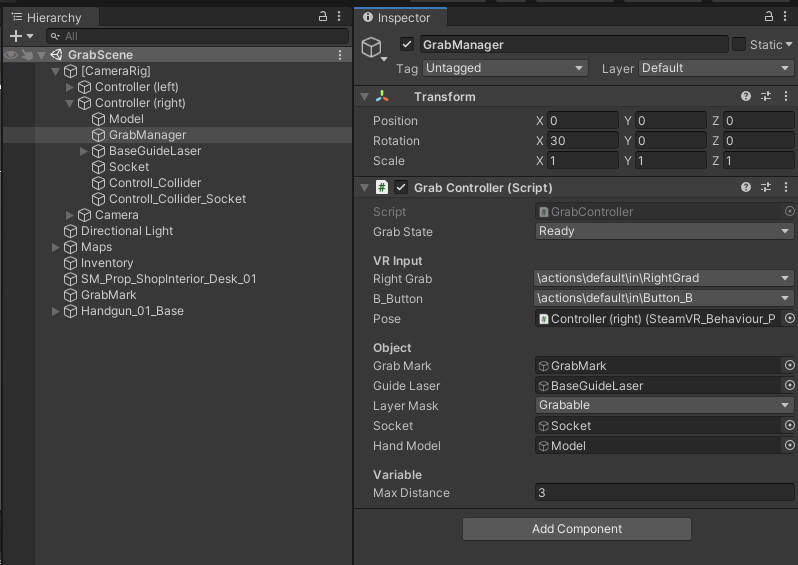 Hierarchy
All
GrabScene
[CameraRig]
Controller (left)
Controller (right)
Model
GrabManager
BaseGuideLaser
Socket
Controll_Collider
Controll_Collider_Socket
Camera
Directional Light
Maps
Inventory
SM_Prop_ShopInterior_Desk_01
GrabMark
Handgun_01_Base
Inspector
GrabManager Static
Tag Untagged Layer Default
Transform
Position X 0 Y 0 Z 0
Rotation X 30 Y 0 Z 0
Scale X 1 Y 1 Z 1
# Grab Controller (Script)
Script # GrabController
Grab State Ready
VR Input
Right Grab \actions\default\in\RightGrad
B_Button \actions\default\in\Button_B
Pose # Controller (right) (SteamVR_Behaviour_P
Object
Grab Mark GrabMark
Guide Laser BaseGuideLaser
Layer Mask Grabable
Socket Socket
Hand Model Model
Variable
Max Distance 3
Add Component